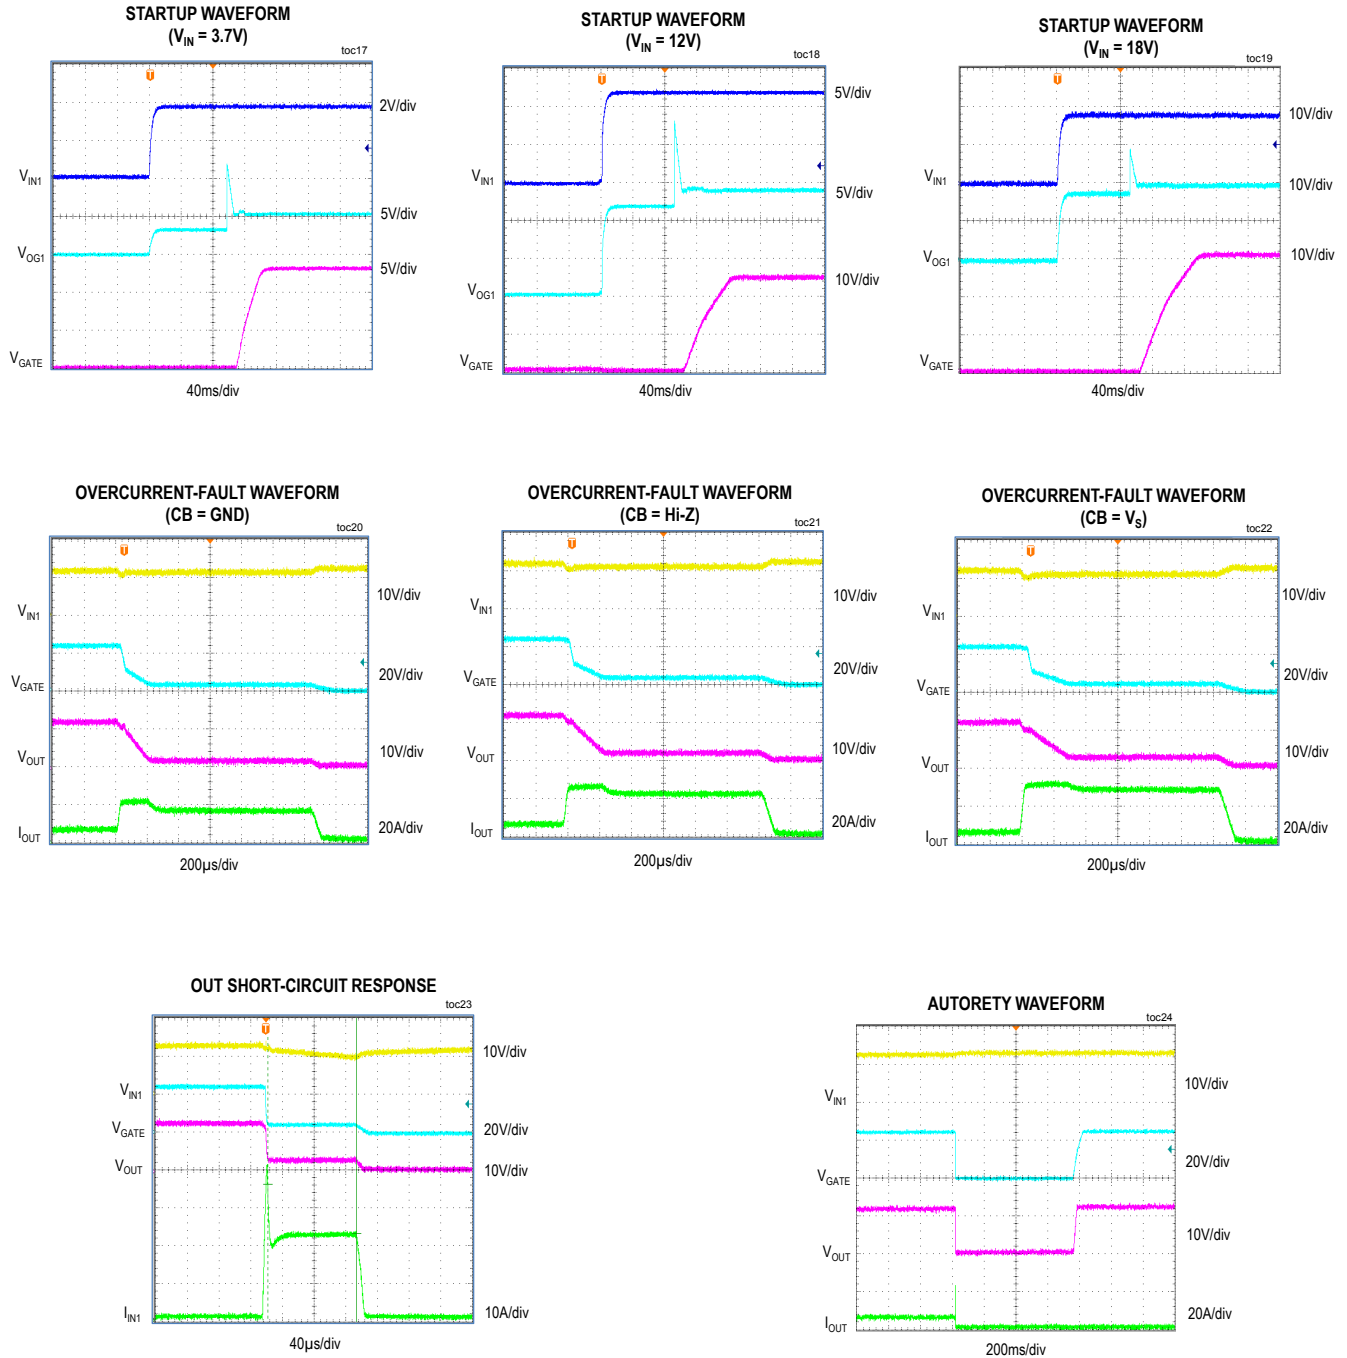 STARTUP WAVEFORM
(VIN = 3.7V)
toc17
T
2V/div
VIN1
5V/div
VOG1
5V/div
VGATE
40ms/div
STARTUP WAVEFORM
(VIN = 12V)
toc18
T
5V/div
VIN1
5V/div
VOG1
10V/div
VGATE
40ms/div
STARTUP WAVEFORM
(VIN = 18V)
toc19
T
10V/div
VIN1
10V/div
VOG1
10V/div
VGATE
40ms/div
OVERCURRENT-FAULT WAVEFORM
(CB = GND)
toc20
T
10V/div
VIN1
20V/div
VGATE
10V/div
VOUT
20A/div
IOUT
200µs/div
OVERCURRENT-FAULT WAVEFORM
(CB = Hi-Z)
toc21
T
10V/div
VIN1
20V/div
VGATE
10V/div
VOUT
20A/div
IOUT
200µs/div
OVERCURRENT-FAULT WAVEFORM
(CB = VS)
toc22
T
10V/div
VIN1
20V/div
VGATE
10V/div
VOUT
20A/div
IOUT
200µs/div
OUT SHORT-CIRCUIT RESPONSE
toc23
T
10V/div
VIN1
VGATE
20V/div
VOUT
10V/div
IIN1
10A/div
40µs/div
AUTORETY WAVEFORM
toc24
10V/div
VIN1
20V/div
VGATE
10V/div
VOUT
20A/div
IOUT
200ms/div